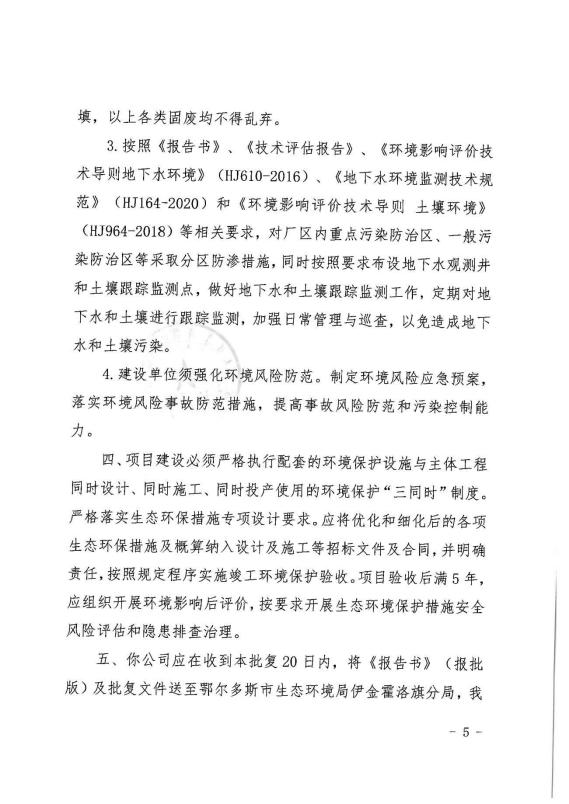 填，以上各类固废均不得乱弃。
3.按照《报告书》、《技术评估报告》、《环境影响评价技
术导则地下水环境》（HJ610-2016）、《地下水环境监测技术规
范》（HJ164-2020）和《环境影响评价技术导则 土壤环境》
（HJ964-2018）等相关要求，对厂区内重点污染防治区、一般污
染防治区等采取分区防渗措施，同时按照要求布设地下水观测井
和土壤跟踪监测点，做好地下水和土壤跟踪监测工作，定期对地
下水和土壤进行跟踪监测，加强日常管理与巡查，以免造成地下
水和土壤污染。
4.建设单位须强化环境风险防范。制定环境风险应急预案，
落实环境风险事故防范措施，提高事故风险防范和污染控制能
力。
四、项目建设必须严格执行配套的环境保护设施与主体工程
同时设计、同时施工、同时投产使用的环境保护“三同时”制度。
严格落实生态环保措施专项设计要求。应将优化和细化后的各项
生态环保措施及概算纳入设计及施工等招标文件及合同，并明确
责任，按照规定程序实施竣工环境保护验收。项目验收后满 5 年，
应组织开展环境影响后评价，按要求开展生态环境保护措施安全
风险评估和隐患排查治理。
五、你公司应在收到本批复 20 日内，将《报告书》（报批
版）及批复文件送至鄂尔多斯市生态环境局伊金霍洛旗分局，我
- 5 -